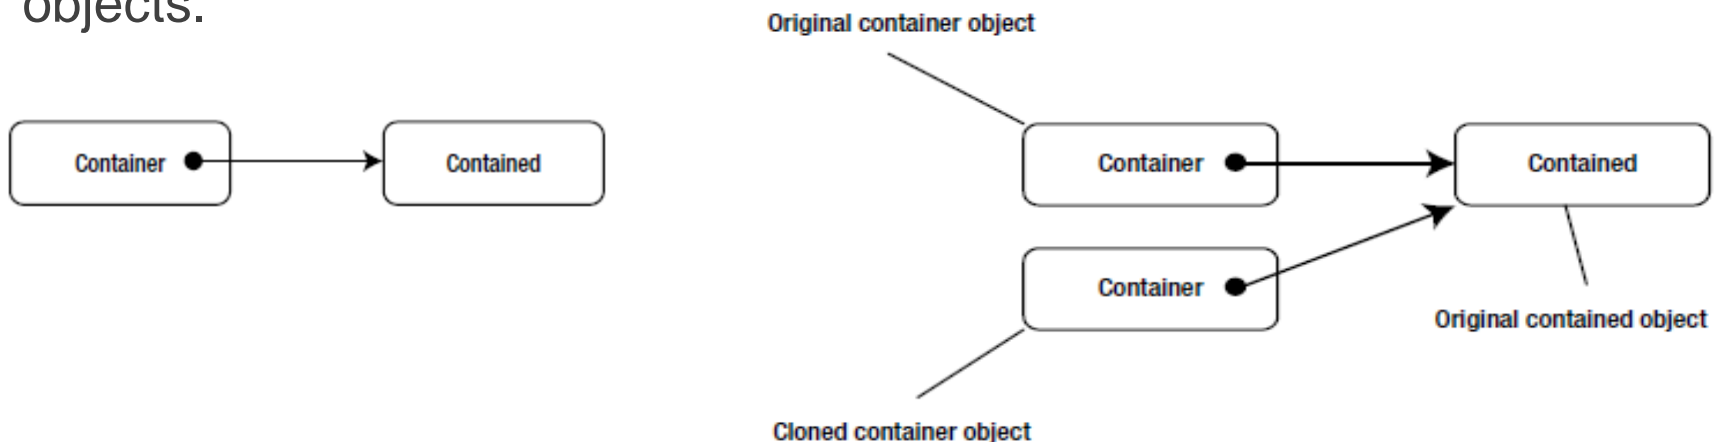 objects.
Container
Contained
Original container object
Container
Contained
Container
Original contained object
Cloned container object